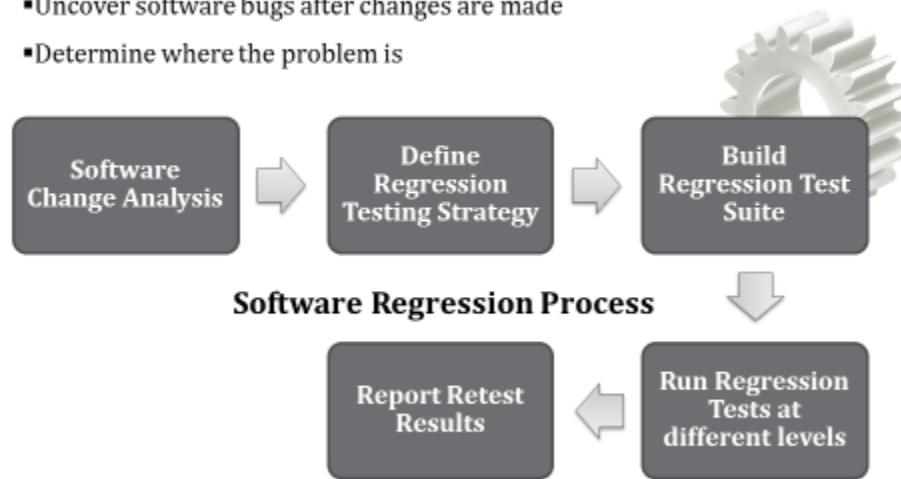 ▪Uncover software bugs after changes are made
▪Determine where the problem is
Software
Change Analysis
Define
Regression
Testing Strategy
Build
Regression Test
Suite
Software Regression Process
Run Regression
Tests at
different levels
Report Retest
Results